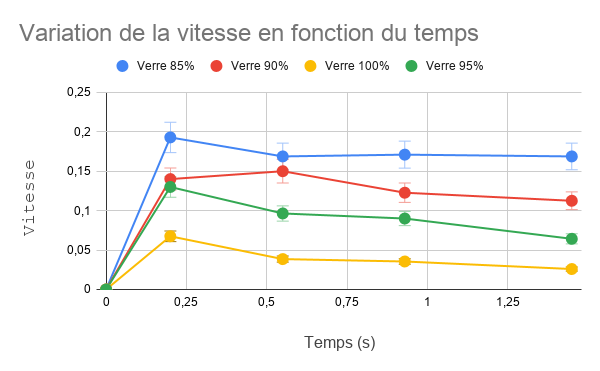 Variation de la vitesse en fonction du temps
Verre 85% Verre 90% Verre 100% Verre 95%
0,25
0,2
0,15
0,1
0,05
0
Vitesse
0 0,25 0,5 0,75 1 1,25
Temps (s)